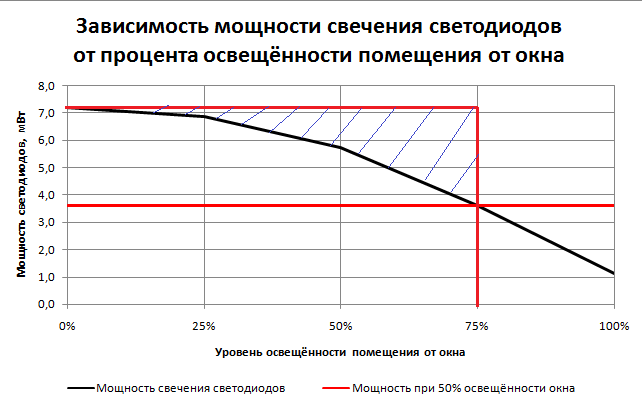 Зависимость мощности свечения светодиодов
от процента освещённости помещения от окна
Мощность светодиодов, мВт
8,0
7,0
6,0
5,0
4,0
3,0
2,0
1,0
0,0
0%
25%
50%
75%
100%
Уровень освещённости помещения от окна
Мощность свечения светодиодов
Мощность при 50% освещённости окна